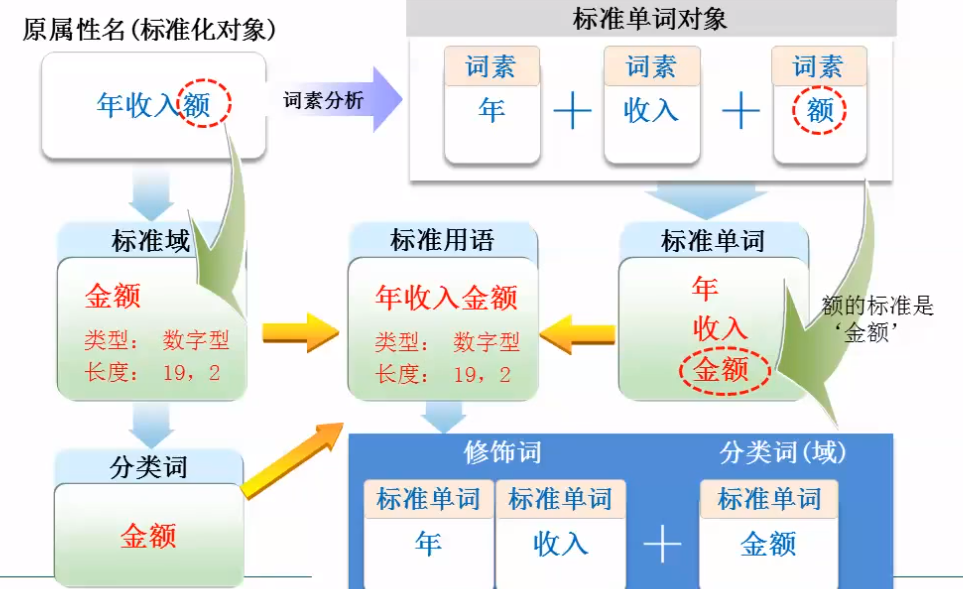 原属性名(标准化对象)
年收入额
词素分析
标准单词对象
词素
年
+
词素
收入
+
词素
额
标准域
金额
类型： 数字型
长度： 19，2
标准用语
年收入金额
类型： 数字型
长度： 19，2
标准单词
年
收入
金额
额的标准是
‘金额’
分类词
金额
修饰词
分类词(域)
标准单词
年
标准单词
收入
+
标准单词
金额